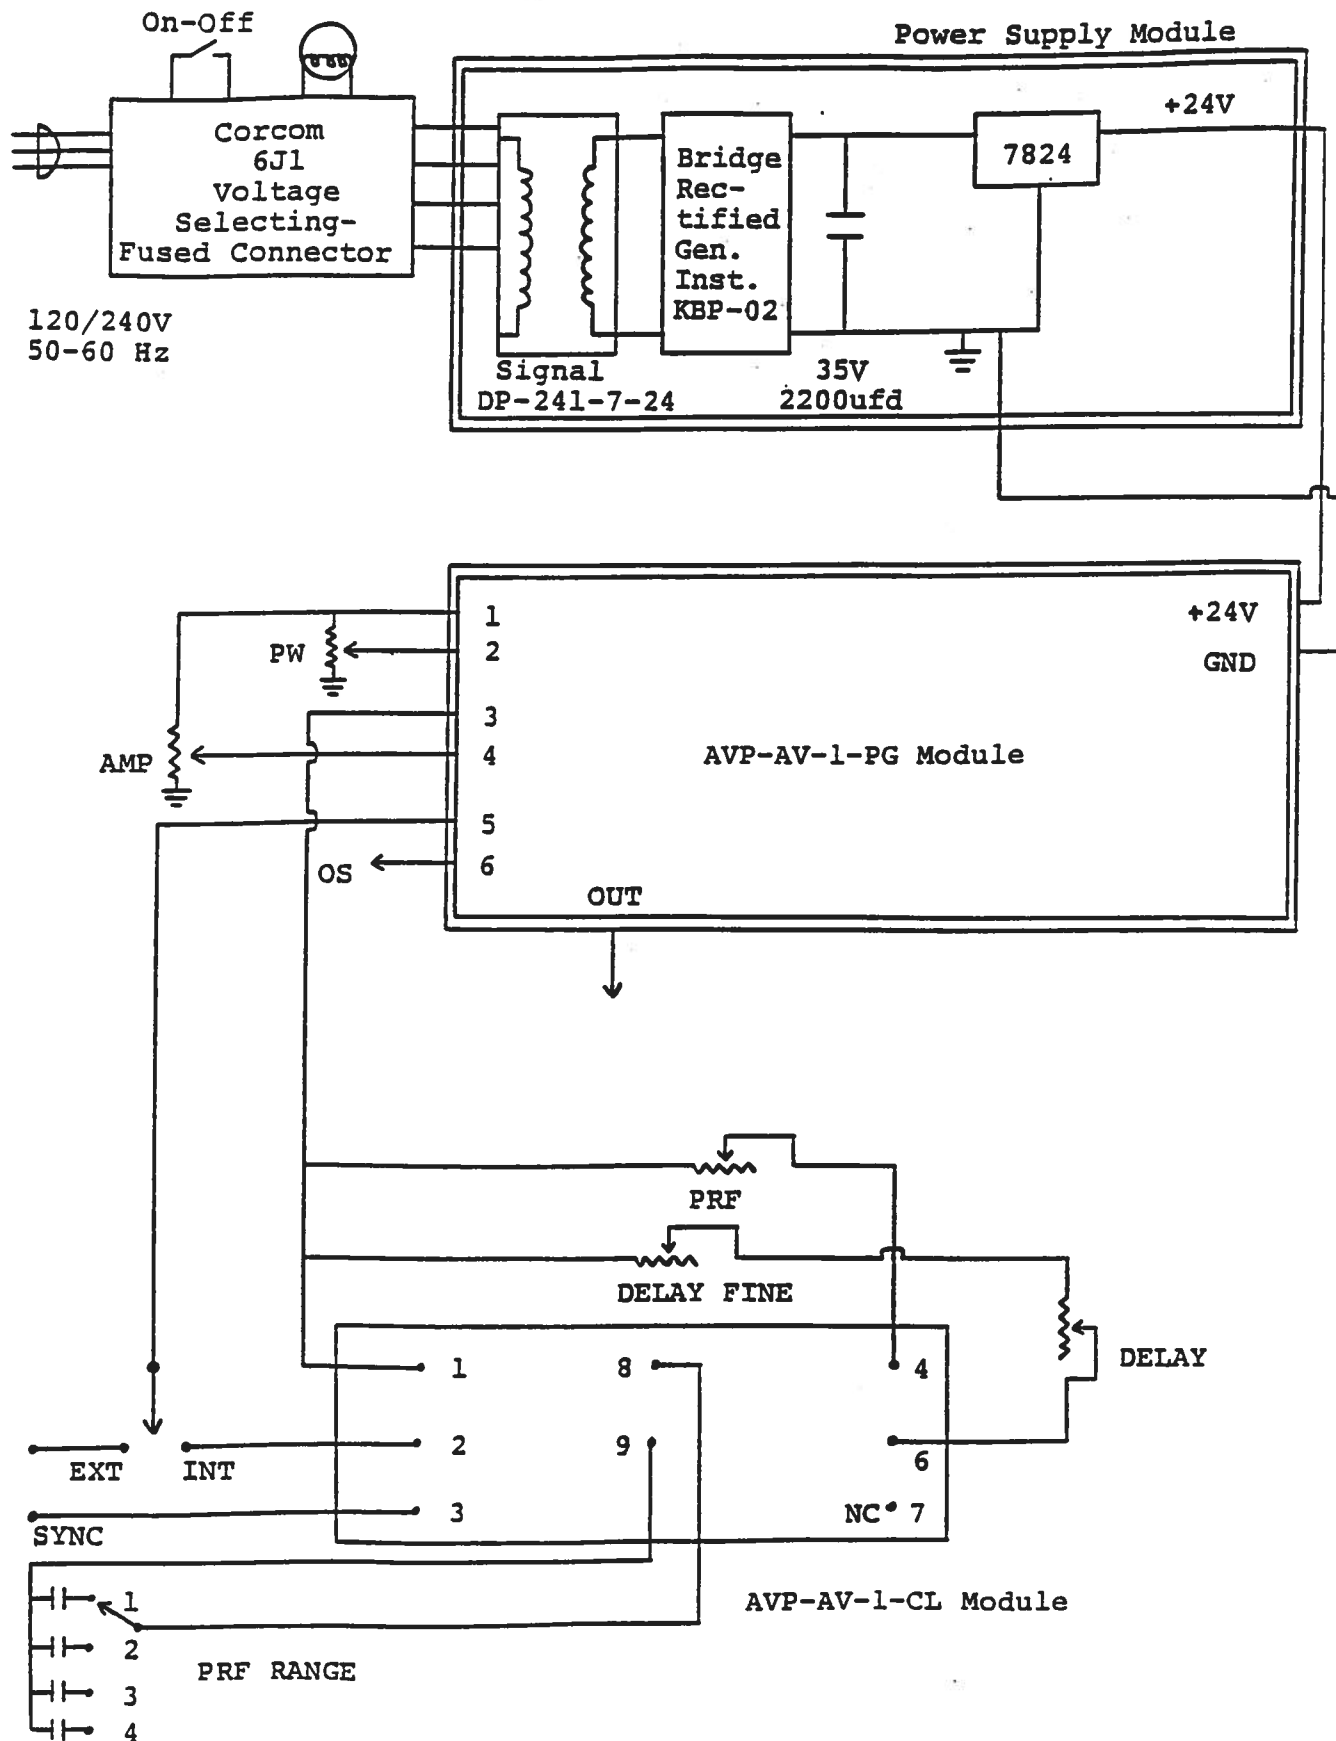 On-Off
Power Supply Module
Corcom
6J1
Voltage
Selecting-
Fused Connector
120/240V
50-60 Hz
Signal
DP-241-7-24
Bridge
Rec-
tified
Gen.
Inst.
KBP-02
35V
2200ufd
7824
+24V
1
2
3
4
5
6
PW
AMP
OS
OUT
AVP-AV-1-PG Module
+24V
GND
PRF
DELAY FINE
DELAY
1
2
3
8
9
4
6
NC 7
EXT
INT
SYNC
AVP-AV-1-CL Module
1
2
3
4
PRF RANGE